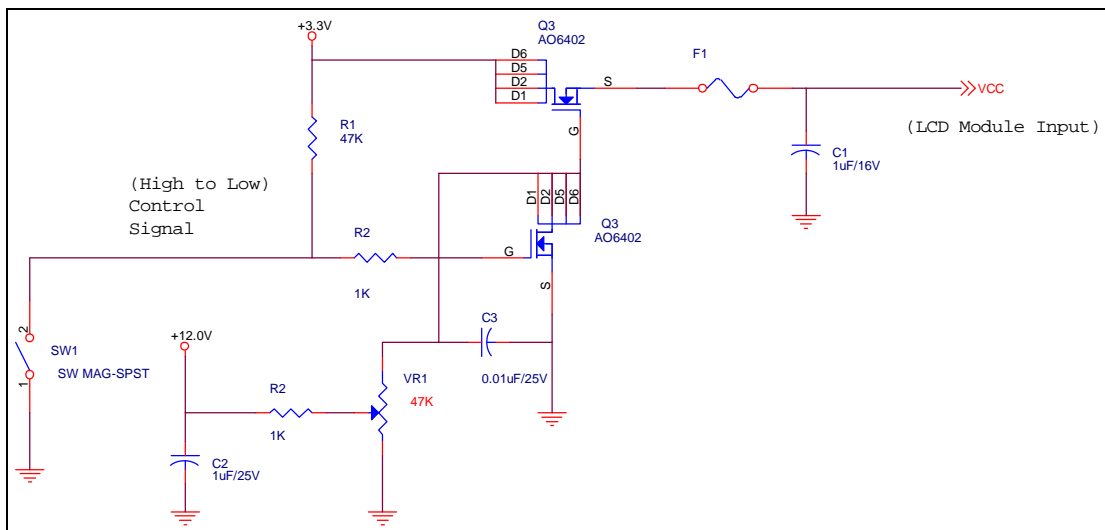 +3.3V
Q3
AO6402
D6
D5
D2
D1
S
G
F1
VCC
(LCD Module Input)
R1
47K
C1
1uF/16V
(High to Low)
Control
Signal
D1
D2
D5
D6
Q3
AO6402
R2
1K
G
S
2
1
SW1
SW MAG-SPST
+12.0V
C3
0.01uF/25V
R2
1K
VR1
47K
C2
1uF/25V